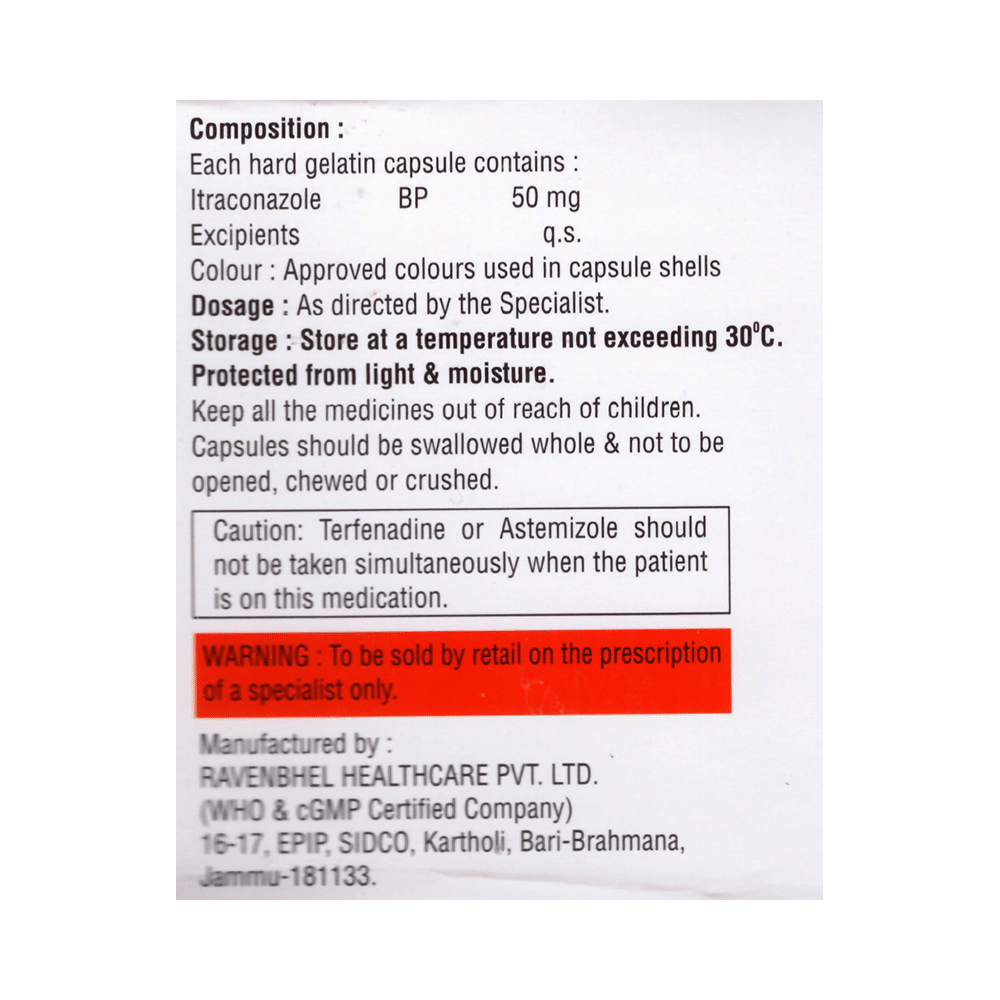 Composition :
Each hard gelatin capsule contains :
Itraconazole BP 50 mg
Excipients q.s.
Colour : Approved colours used in capsule shells
Dosage : As directed by the Specialist.
Storage : Store at a temperature not exceeding 30⁰C.
Protected from light & moisture.
Keep all the medicines out of reach of children.
Capsules should be swallowed whole & not to be
opened, chewed or crushed.
Caution: Terfenadine or Astemizole should
not be taken simultaneously when the patient
is on this medication.
WARNING : To be sold by retail on the prescription
of a specialist only.
Manufactured by :
RAVENBHEL HEALTHCARE PVT. LTD.
(WHO & cGMP Certified Company)
16-17, EPIP, SIDCO, Kartholi, Bari-Brahmana,
Jammu-181133.